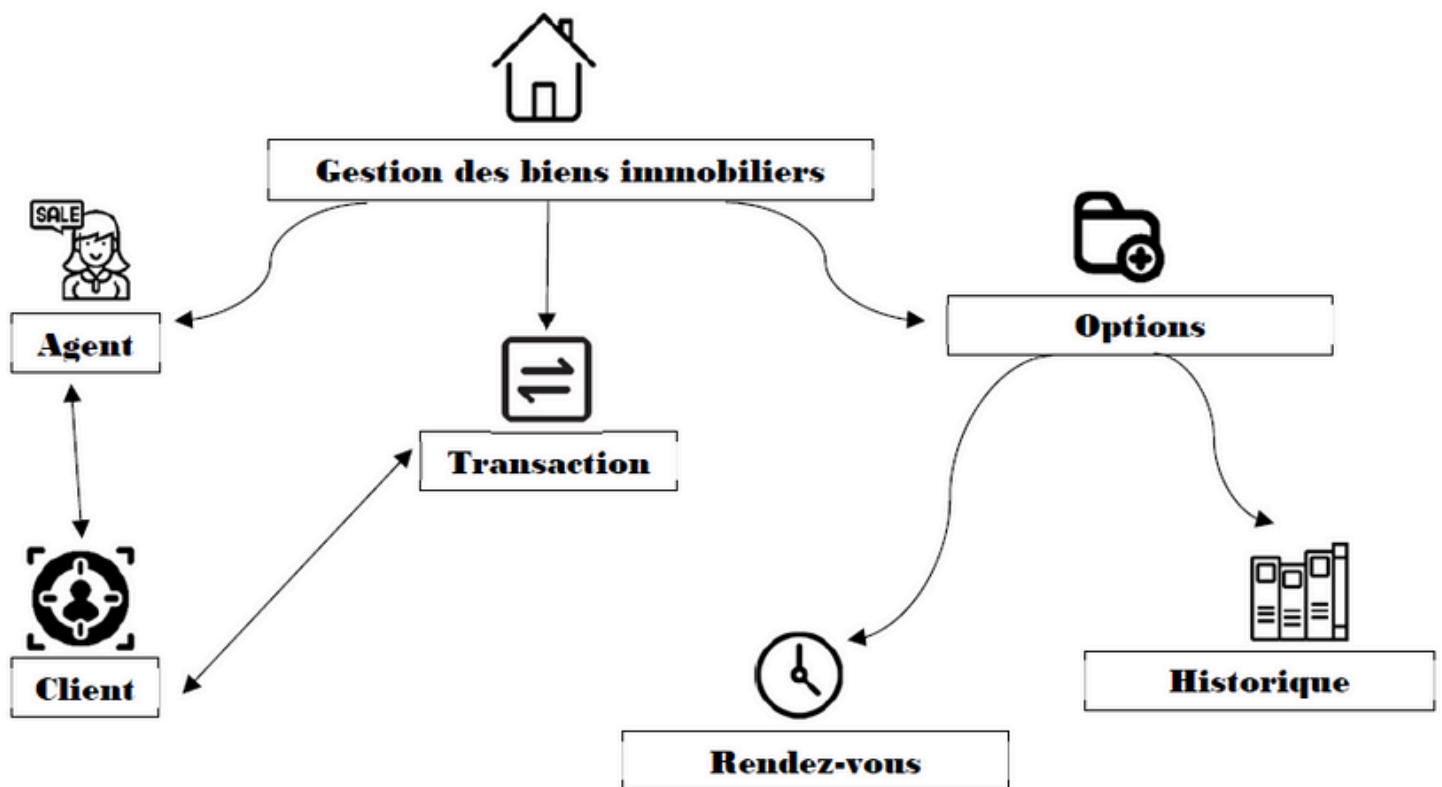 Gestion des biens immobiliers
SALE
Agent
Options
Transaction
Client
Historique
Rendez-vous